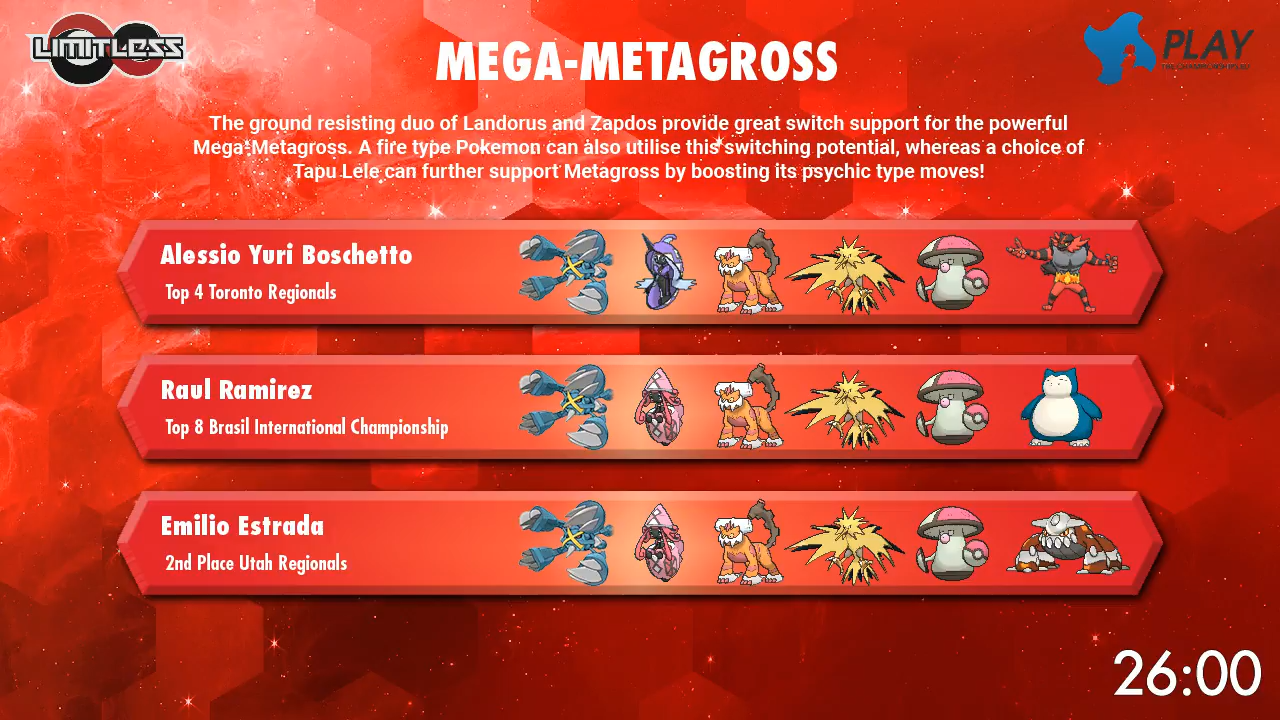 LIMITLESS
PLAY
MEGA-METAGROSS
The ground resisting duo of Landorus and Zapdos provide great switch support for the powerful
Mega-Metagross. A fire type Pokemon can also utilise this switching potential, whereas a choice of
Tapu Lele can further support Metagross by boosting its psychic type moves!
Alessio Yuri Boschetto
Top 4 Toronto Regionals
Raul Ramirez
Top 8 Brasil International Championship
Emilio Estrada
2nd Place Utah Regionals
26:00